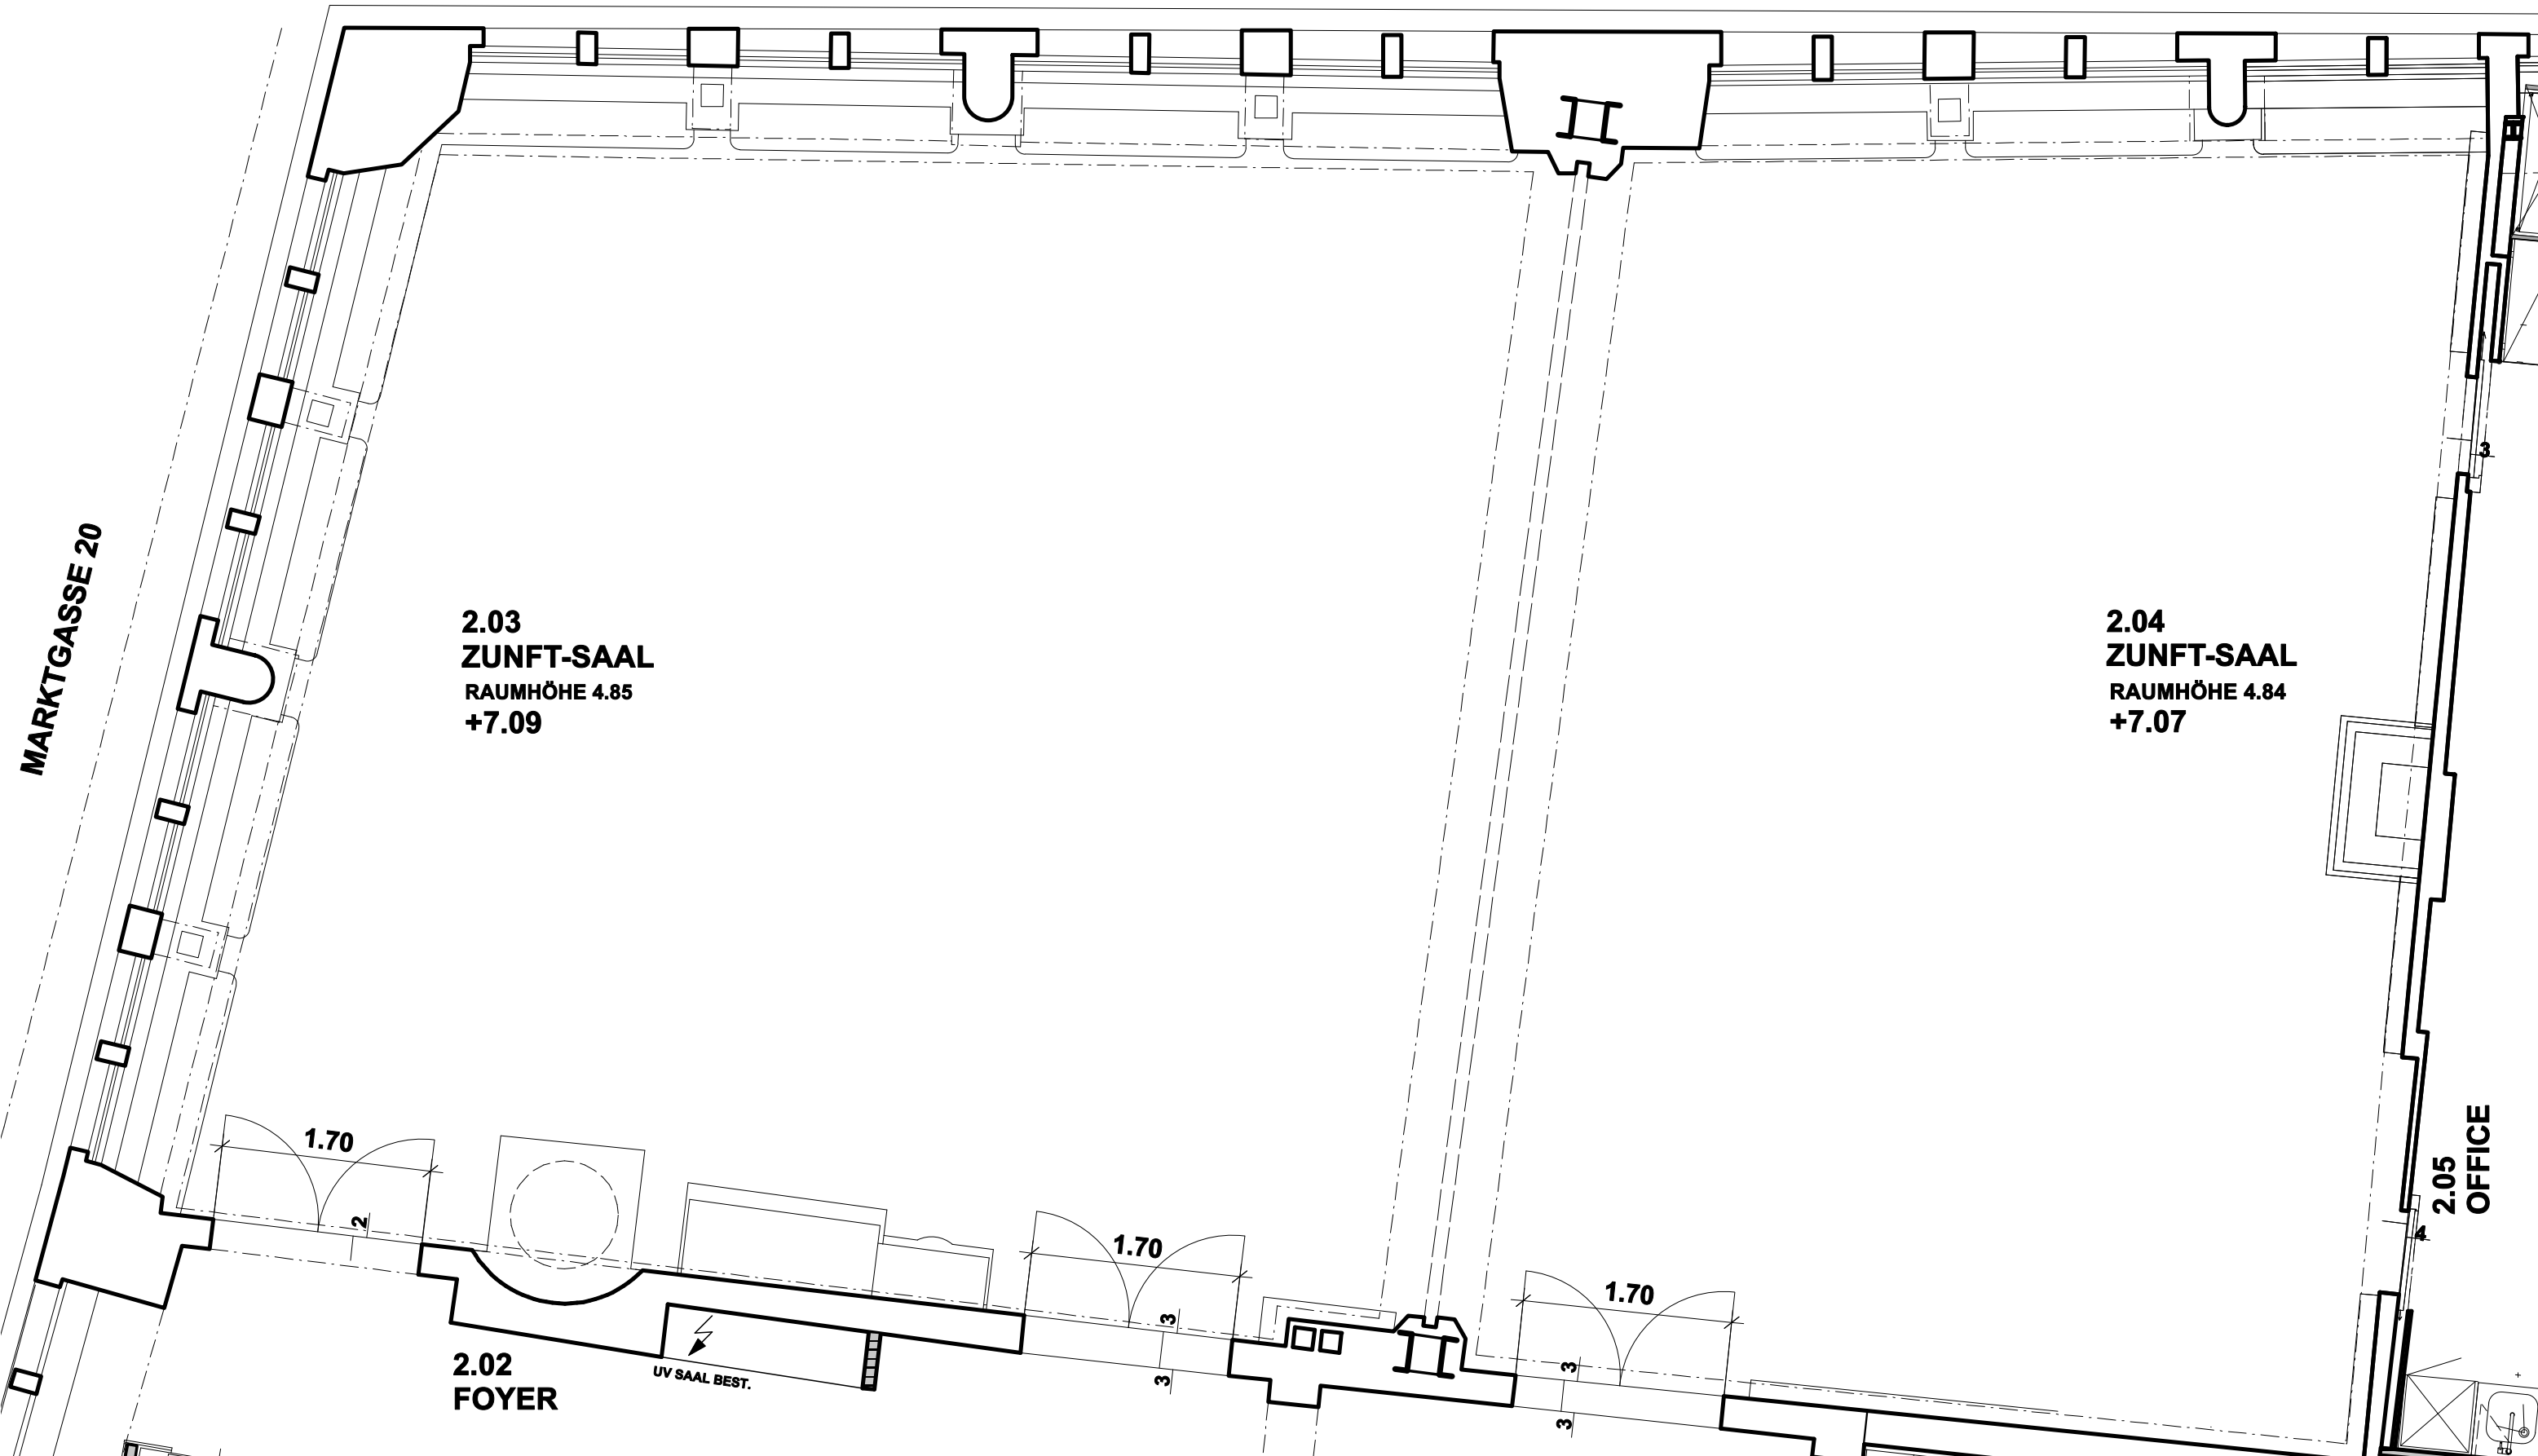 MARKTGASSE 20
2.03
ZUNFT-SAAL
RAUMHÖHE 4.85
+7.09
2.04
ZUNFT-SAAL
RAUMHÖHE 4.84
+7.07
3
1.70
2
1.70
3
3
1.70
3
3
2.05
OFFICE
4
2.02
FOYER
UV SAAL BEST.